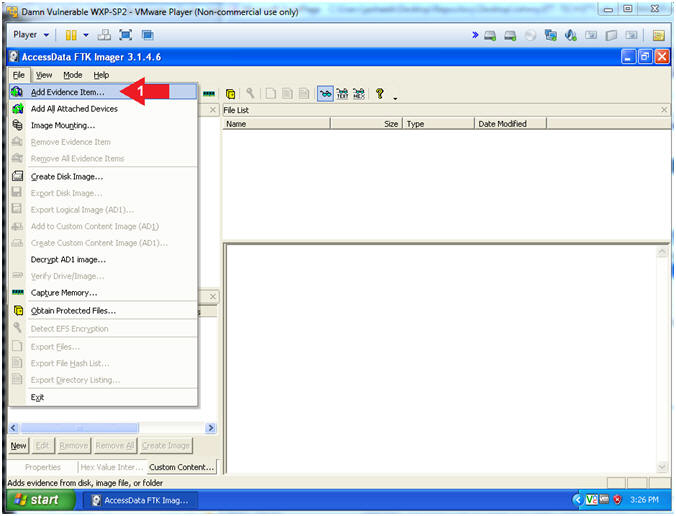 Damn Vulnerable WXP-SP2 - VMware Player (Non-commercial use only)
Player
AccessData FTK Imager 3.1.4.6
File View Mode Help
Add Evidence Item...
1
Add All Attached Devices
Image Mounting...
Remove Evidence Item
Remove All Evidence Items
Create Disk Image...
Export Disk Image...
Export Logical Image (AD1)...
Add to Custom Content Image (AD1)
Create Custom Content Image (AD1)...
Decrypt AD1 image...
Verify Drive/Image...
Capture Memory...
Obtain Protected Files...
Detect EFS Encryption
Export Files...
Export File Hash List...
Export Directory Listing...
Exit
TEXT HEX
File List
Name Size Type Date Modified
New Edit Remove Remove All Create Image
Properties Hex Value Inter... Custom Content...
Adds evidence from disk, image file, or folder
start AccessData FTK Imag... 3:26 PM